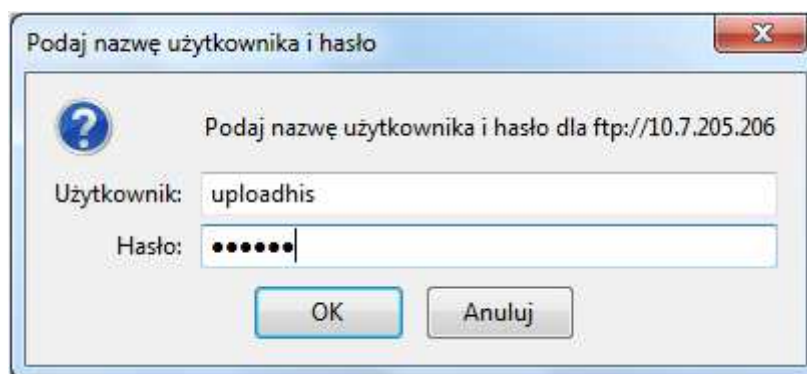 Podaj nazwę użytkownika i hasło
Podaj nazwę użytkownika i hasło dla ftp://10.7.205.206
Użytkownik: uploadhis
Hasło: ●●●●●●
OK Anuluj